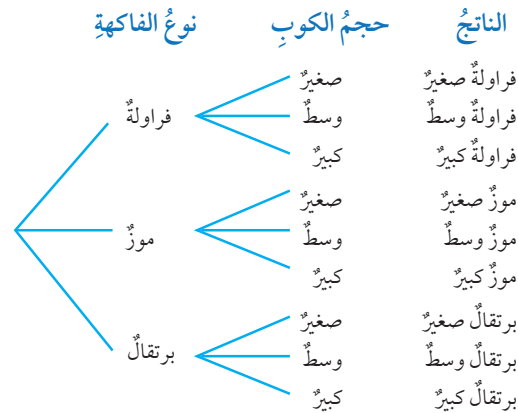 نوعُ الفاكهةِ حجمُ الكوبِ الناتجُ
صغيرٌ فراولةٌ صغيرٌ
فراولةٌ وسطٌ فراولةٌ وسطٌ
كبيرٌ فراولةٌ كبيرٌ
صغيرٌ موزٌ صغيرٌ
موزٌ وسطٌ موزٌ وسطٌ
كبيرٌ موزٌ كبيرٌ
صغيرٌ برتقالٌ صغيرٌ
برتقالٌ وسطٌ برتقالٌ وسطٌ
كبيرٌ برتقالٌ كبيرٌ